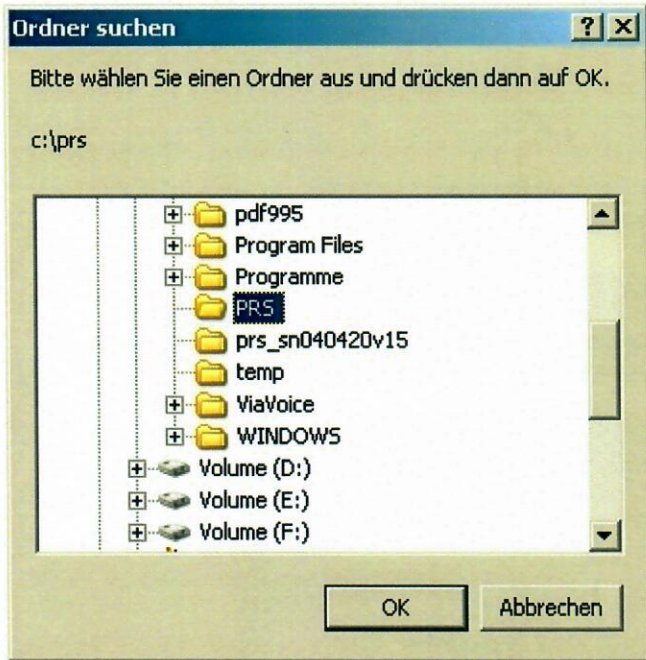 Ordner suchen
Bitte wählen Sie einen Ordner aus und drücken dann auf OK.
c:\prs
pdf995
Program Files
Programme
PRS
prs_sn040420v15
temp
ViaVoice
WINDOWS
Volume (D:)
Volume (E:)
Volume (F:)
OK
Abbrechen